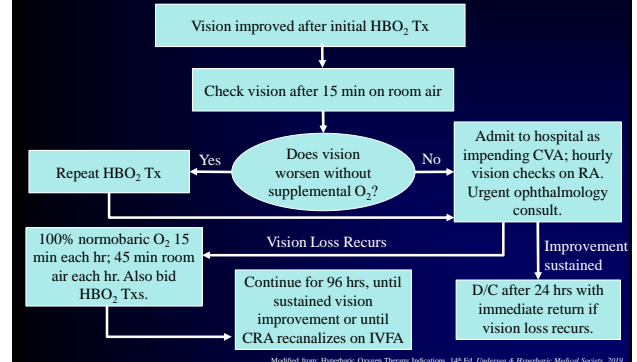 Vision improved after initial HBO₂ Tx
Check vision after 15 min on room air
Does vision
worsen without
supplemental O₂?
Yes
No
Repeat HBO₂ Tx
Admit to hospital as
impending CVA; hourly
vision checks on RA.
Urgent ophthalmology
consult.
Vision Loss Recurs
Improvement
sustained
100% normobaric O₂ 15
min each hr; 45 min room
air each hr. Also bid
HBO₂ Txs.
Continue for 96 hrs, until
sustained vision
improvement or until
CRA recanalizes on IVFA
D/C after 24 hrs with
immediate return if
vision loss recurs.
Modified from: Hyperbaric Oxygen Therapy Indications, 14th Ed. Undersea & Hyperbaric Medical Society, 2019